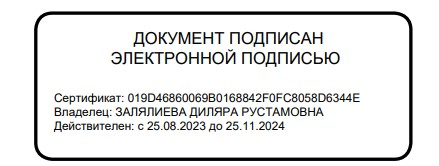 ДОКУМЕНТ ПОДПИСАН
ЭЛЕКТРОННОЙ ПОДПИСЬЮ
Сертификат: 019D46860069B0168842F0FC8058D6344E
Владелец: ЗАЛЯЛИЕВА ДИЛЯРА РУСТАМОВНА
Действителен: с 25.08.2023 до 25.11.2024